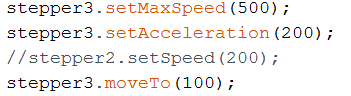 stepper3.setMaxSpeed(500);
stepper3.setAcceleration(200);
//stepper2.setSpeed(200);
stepper3.moveTo(100);